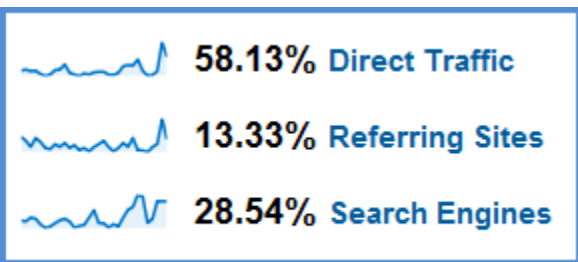 58.13% Direct Traffic
13.33% Referring Sites
28.54% Search Engines